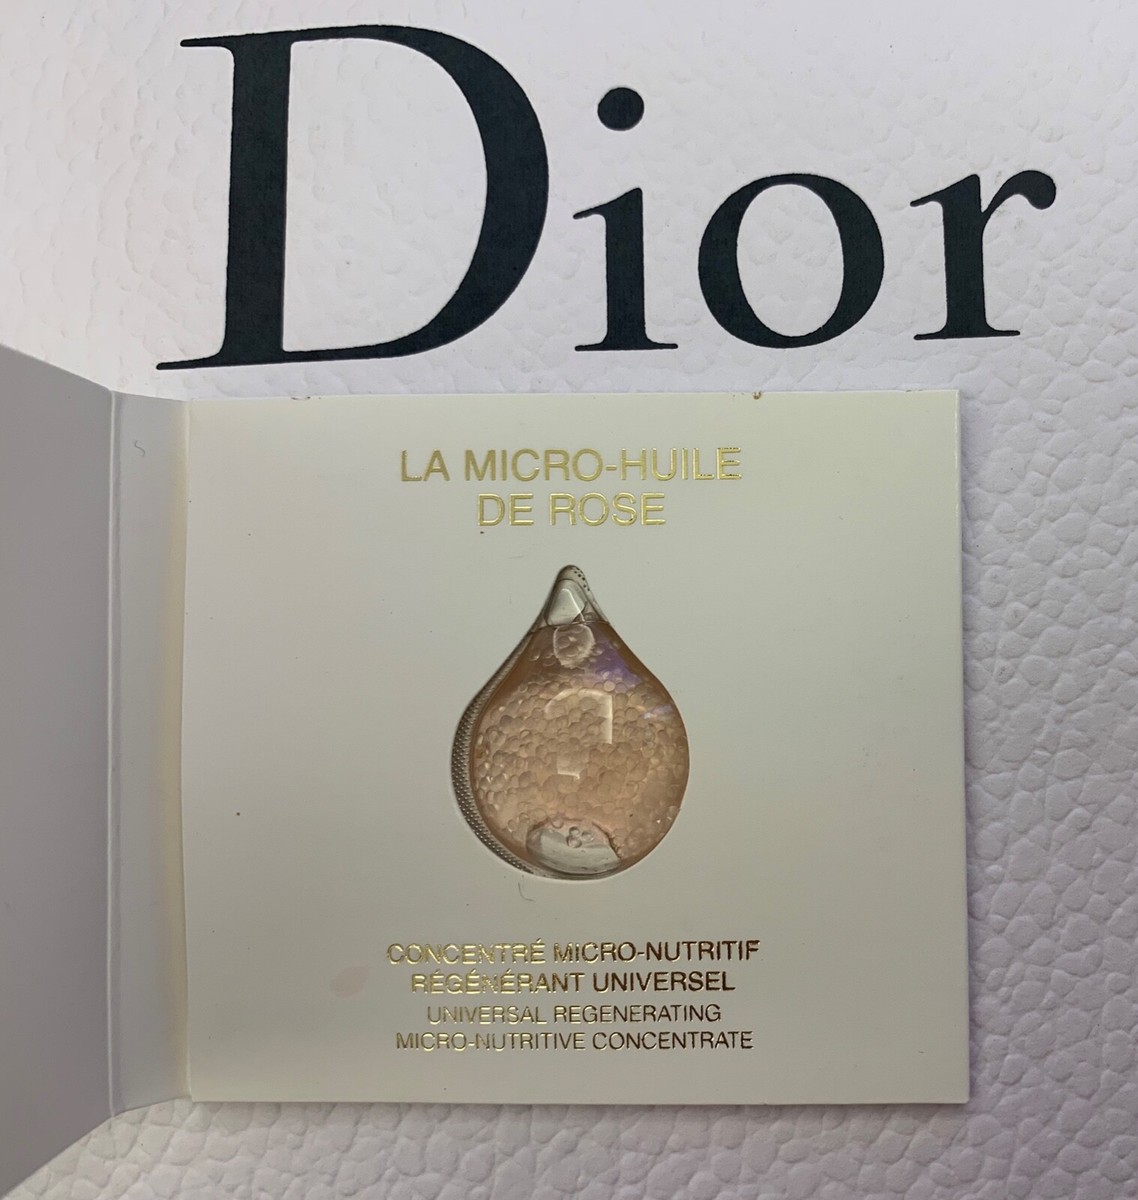 Dior
LA MICRO-HUILE
DE ROSE
CONCENTRÉ MICRO-NUTRITIF
RÉGÉNÉRANT UNIVERSEL
UNIVERSAL REGENERATING
MICRO-NUTRITIVE CONCENTRATE